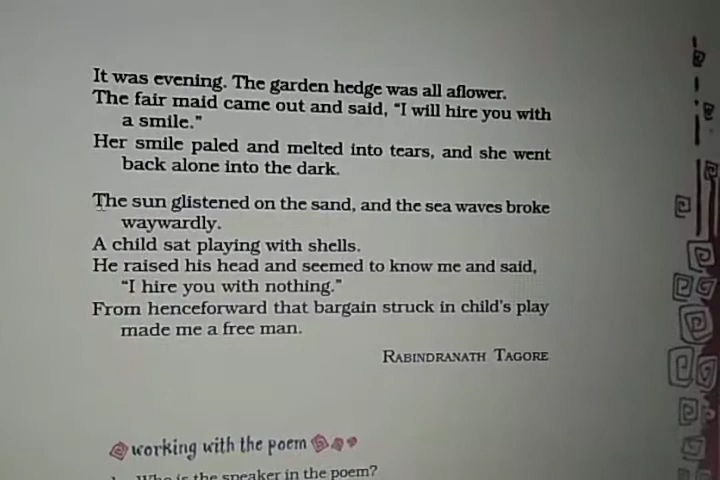 It was evening. The garden hedge was all aflower.
The fair maid came out and said, “I will hire you with
a smile.”
Her smile paled and melted into tears, and she went
back alone into the dark.
The sun glistened on the sand, and the sea waves broke
waywardly.
A child sat playing with shells.
He raised his head and seemed to know me and said,
“I hire you with nothing.”
From henceforward that bargain struck in child’s play
made me a free man.
RABINDRANATH TAGORE
working with the poem
1. Who is the speaker in the poem?